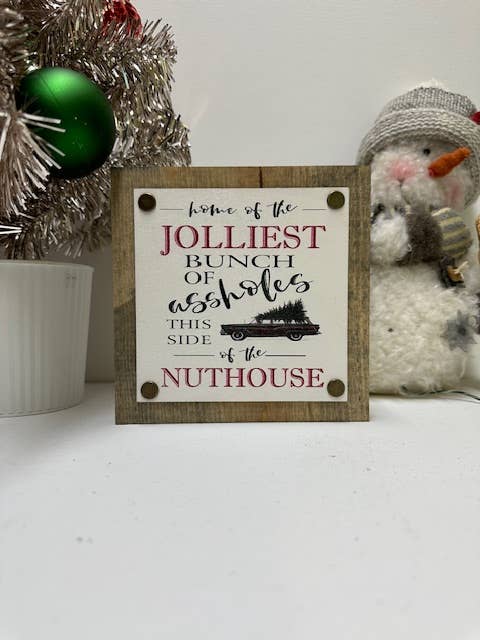 home of the
JOLLIEST
BUNCH
OF assholes
THIS
SIDE
of the
NUTHOUSE